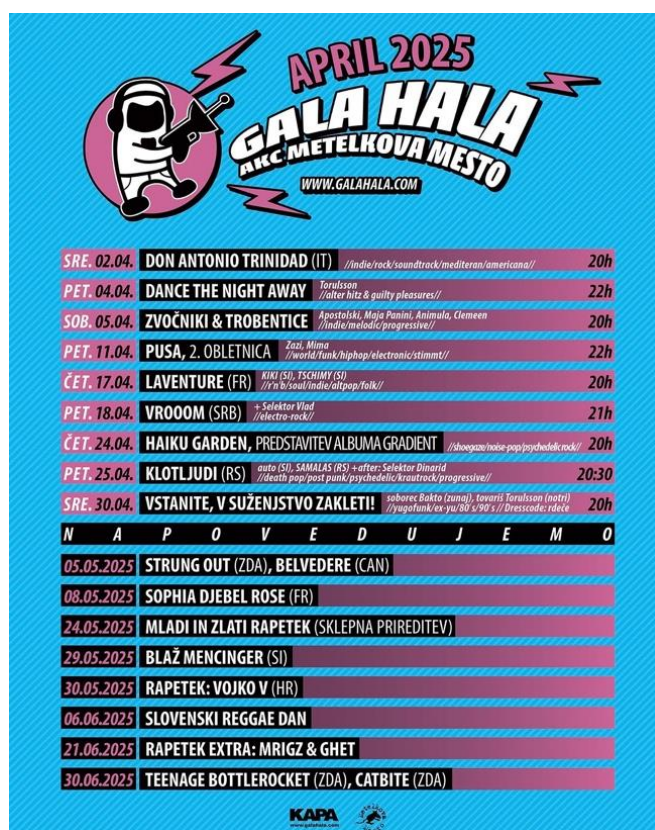 APRIL 2025
GALA HALA
AKC METELKOVA MESTO
WWW.GALAHALA.COM
SRE. 02.04. DON ANTONIO TRINIDAD (IT) //indie/rock/soundtrack/mediteran/americana// 20h
PET. 04.04. DANCE THE NIGHT AWAY Torulsson 22h
//alter hitz & guilty pleasures//
SOB. 05.04. ZVOČNIKI & TROBENTICE Apostolski, Maja Panini, Animula, Clemeen 20h
//indie/melodic/progressive//
PET. 11.04. PUSA, 2. OBLETNICA Zazi, Mima 22h
//world/funk/hiphop/electronic/stimmt//
ČET. 17.04. LAVENTURE (FR) KIKI (SI), TSCHIMY (SI) 20h
//r'n'b/soul/indie/altpop/folk//
PET. 18.04. VROOOM (SRB) + Selektor Vlad 21h
//electro-rock//
ČET. 24.04. HAIKU GARDEN, PREDSTAVITEV ALBUMA GRADIENT //shoegaze/noise-pop/psychedelic rock// 20h
PET. 25.04. KLOTLJUDI (RS) auto (SI), SAMALAS (RS) +after: Selektor Dinarid 20:30
//death pop/post punk/psychedelic/krautrock/progressive//
SRE. 30.04. VSTANITE, V SUŽENJSTVO ZAKLETI! soborec Bakto (zunaj), tovariš Torulsson (notri) 20h
//yugofunk/ex-yu/80's/90's // Dresscode: rdeče
N A P O V E D U J E M O
05.05.2025 STRUNG OUT (ZDA), BELVEDERE (CAN)
08.05.2025 SOPHIA DJEBEL ROSE (FR)
24.05.2025 MLADI IN ZLATI RAPETEK (SKLEPNA PRIREDITEV)
29.05.2025 BLAŽ MENCINGER (SI)
30.05.2025 RAPETEK: VOJKO V (HR)
06.06.2025 SLOVENSKI REGGAE DAN
21.06.2025 RAPETEK EXTRA: MRIGZ & GHET
30.06.2025 TEENAGE BOTTLEROCKET (ZDA), CATBITE (ZDA)
KAPA
www.galahala.com